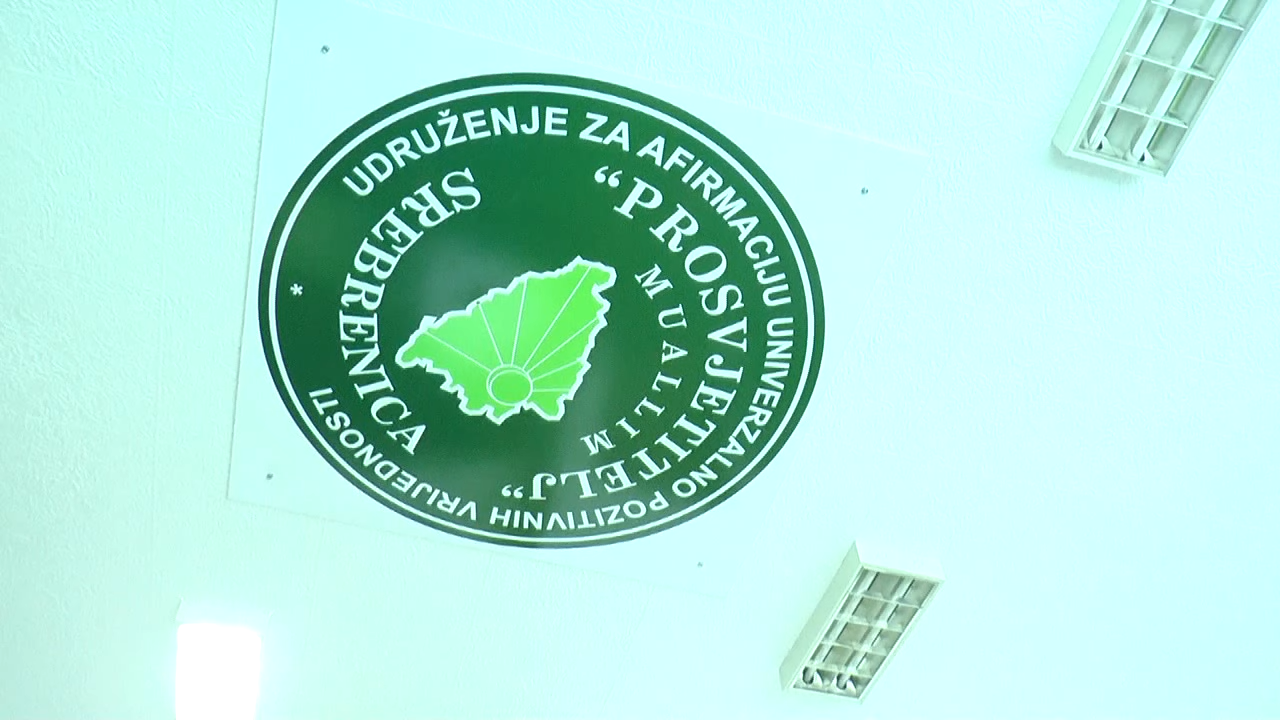 UDRUŽENJE ZA AFIRMACIJU UNIVERZALNO POZITIVNIH VRIJEDNOSTI *
“PROSVJETITELJ”
MUALLIM
SREBRENICA